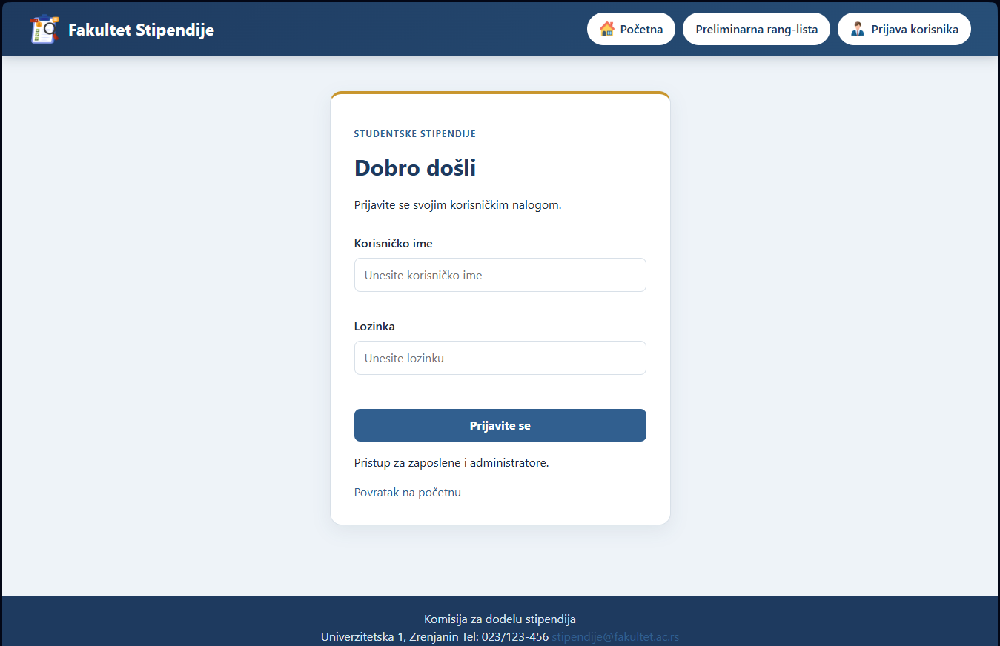 Fakultet Stipendije
Početna
Preliminarna rang-lista
Prijava korisnika
STUDENTSKE STIPENDIJE
Dobro došli
Prijavite se svojim korisničkim nalogom.
Korisničko ime
Unesite korisničko ime
Lozinka
Unesite lozinku
Prijavite se
Pristup za zaposlene i administratore.
Povratak na početnu
Komisija za dodelu stipendija
Univerzitetska 1, Zrenjanin Tel: 023/123-456 stipendije@fakultet.ac.rs